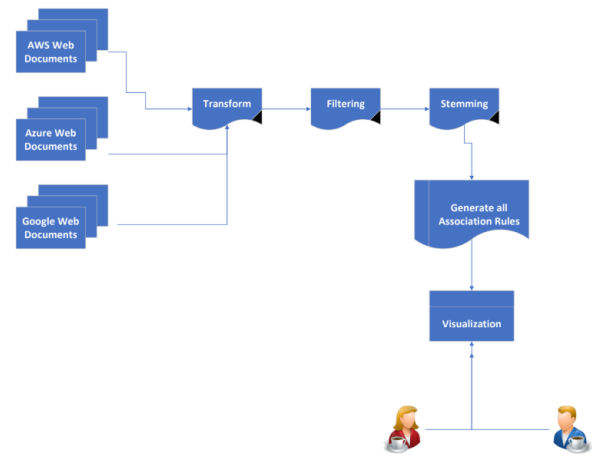 AWS Web
Documents
Transform
Filtering
Stemming
Azure Web
Documents
Generate all
Association Rules
Google Web
Documents
Visualization